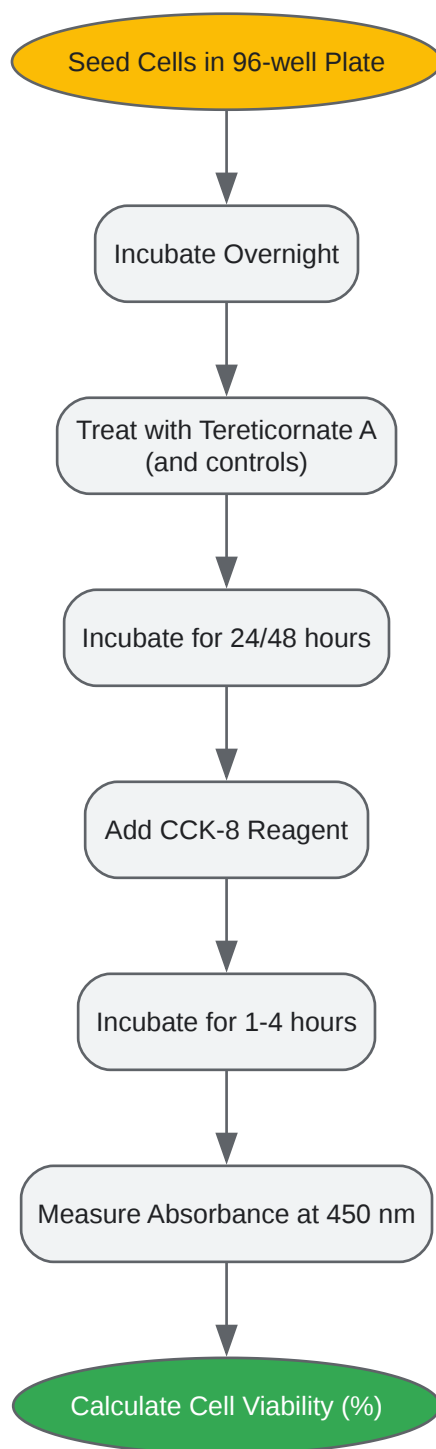 Seed Cells in 96-well Plate
Incubate Overnight
Treat with Tereticornate A
(and controls)
Incubate for 24/48 hours
Add CCK-8 Reagent
Incubate for 1-4 hours
Measure Absorbance at 450 nm
Calculate Cell Viability (%)